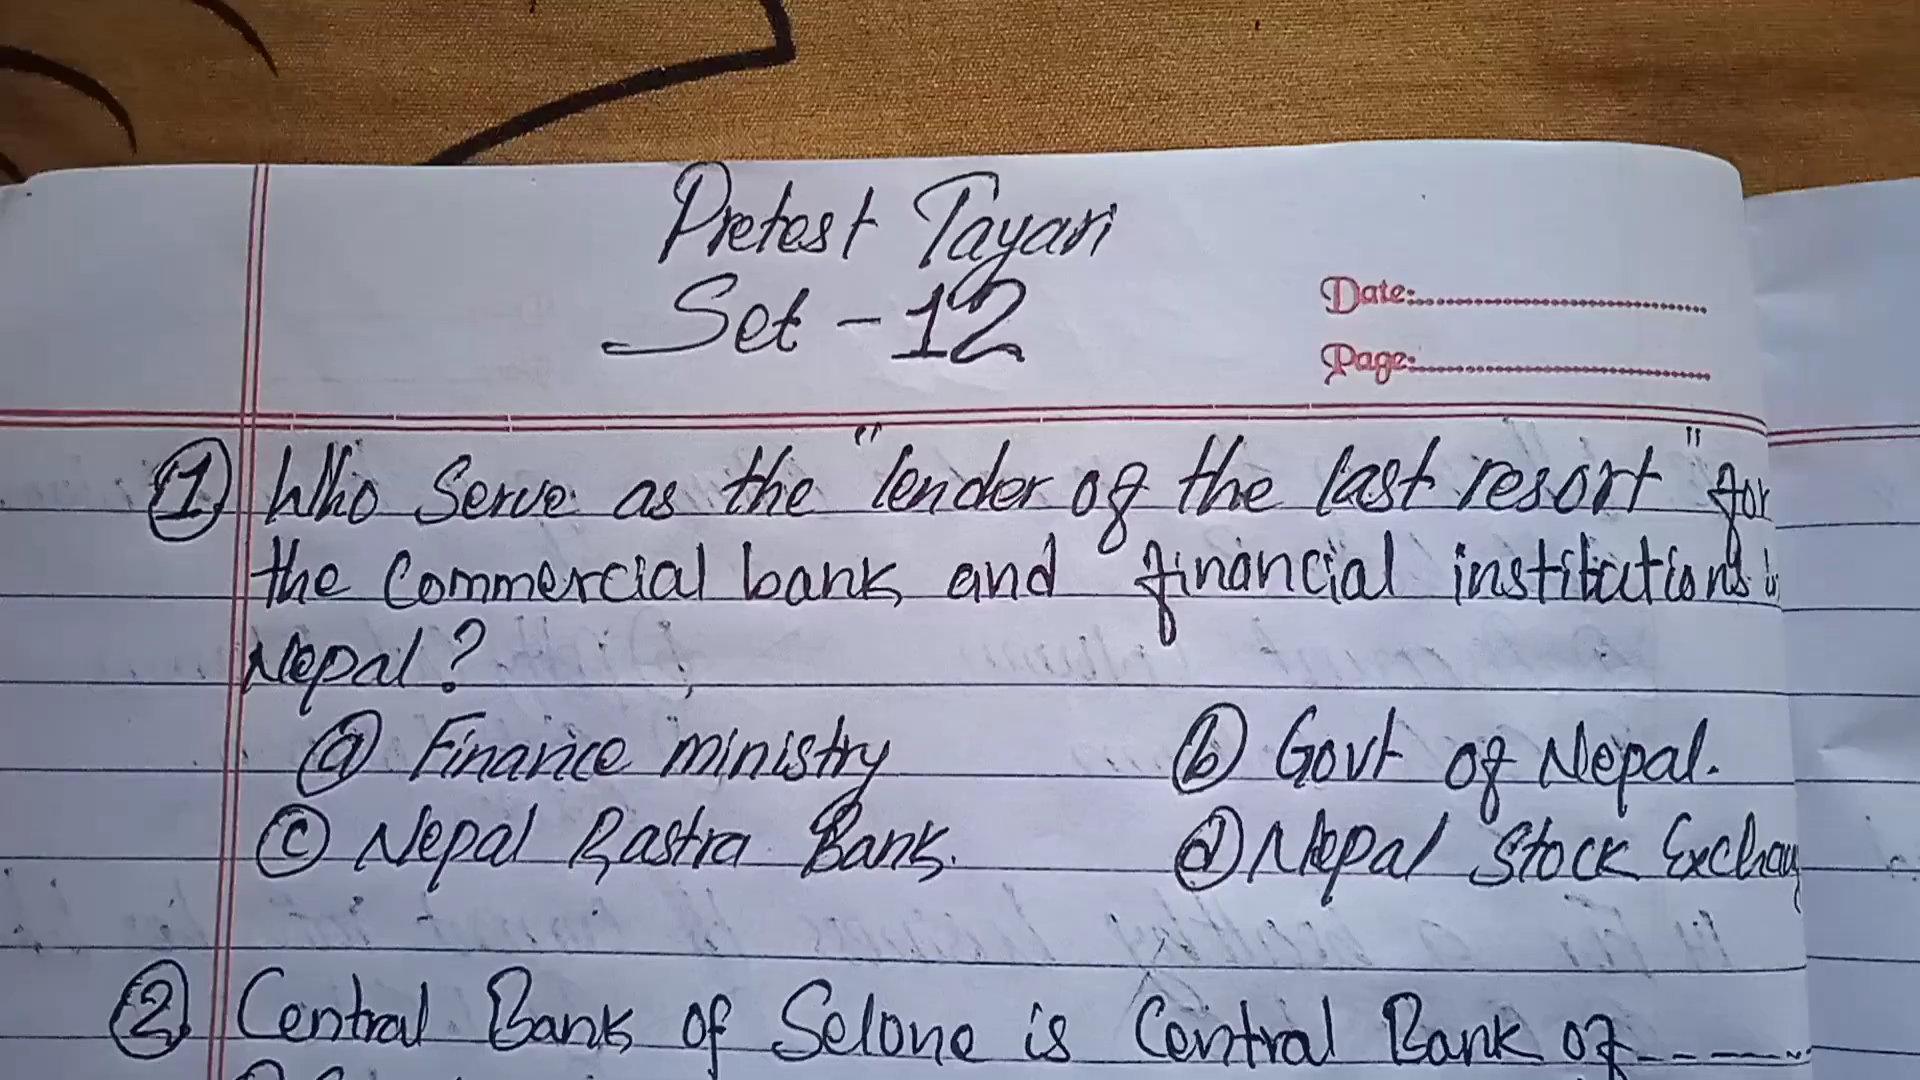 Pretest Tayari
Set - 12
Date:
Page:
① Who Serve as the "lender of the last resort" for
the Commercial bank and financial institutions
Nepal?
ⓐ Finance ministry ⓑ Govt of Nepal.
ⓒ Nepal Rastra Bank. ⓓ Nepal Stock Exchan
② Central Bank of Selone is Central Bank of -----